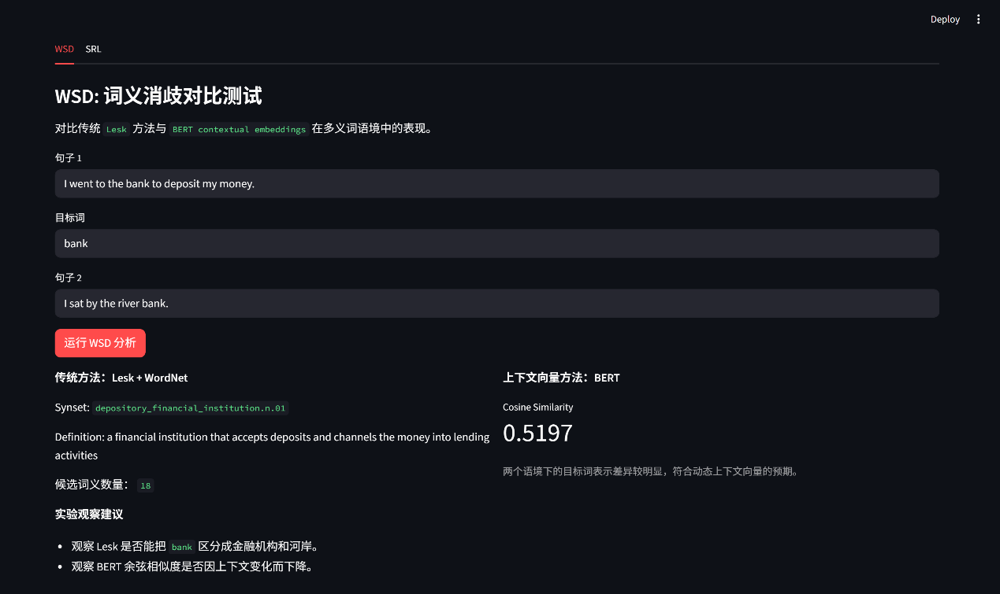 Deploy
WSD SRL
WSD: 词义消歧对比测试
对比传统 Lesk 方法与 BERT contextual embeddings 在多义词语境中的表现。
句子 1
I went to the bank to deposit my money.
目标词
bank
句子 2
I sat by the river bank.
运行 WSD 分析
传统方法：Lesk + WordNet
Synset: depository_financial_institution.n.01
Definition: a financial institution that accepts deposits and channels the money into lending
activities
候选词义数量： 18
实验观察建议
• 观察 Lesk 是否能把 bank 区分成金融机构和河岸。
• 观察 BERT 余弦相似度是否因上下文变化而下降。
上下文向量方法：BERT
Cosine Similarity
0.5197
两个语境下的目标词表示差异较明显，符合动态上下文向量的预期。